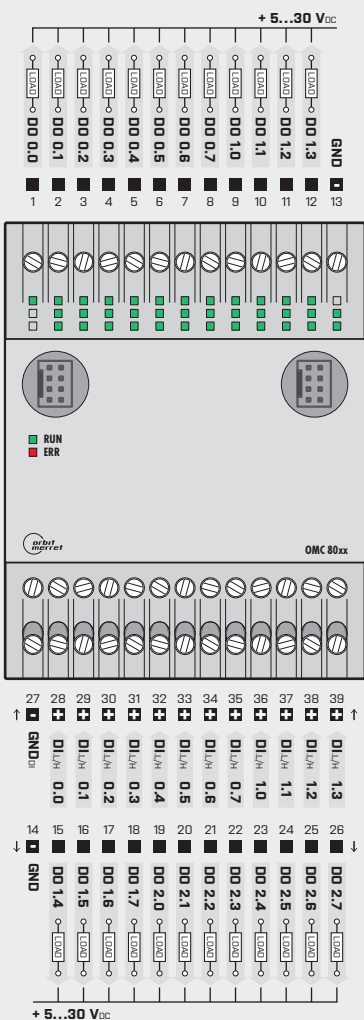 + 5...30 VDC
LOAD LOAD LOAD LOAD LOAD LOAD LOAD LOAD LOAD LOAD LOAD LOAD
DO 0.0 DO 0.1 DO 0.2 DO 0.3 DO 0.4 DO 0.5 DO 0.6 DO 0.7 DO 1.0 DO 1.1 DO 1.2 DO 1.3 GND
1 2 3 4 5 6 7 8 9 10 11 12 13
RUN
ERR
orbit
merret
OMC 80xx
27 28 29 30 31 32 33 34 35 36 37 38 39
GNDDI DIL/H 0.0 DIL/H 0.1 DIL/H 0.2 DIL/H 0.3 DIL/H 0.4 DIL/H 0.5 DIL/H 0.6 DIL/H 0.7 DIL/H 1.0 DIL/H 1.1 DIL/H 1.2 DIL/H 1.3
14 15 16 17 18 19 20 21 22 23 24 25 26
GND DO 1.4 DO 1.5 DO 1.6 DO 1.7 DO 2.0 DO 2.1 DO 2.2 DO 2.3 DO 2.4 DO 2.5 DO 2.6 DO 2.7
LOAD LOAD LOAD LOAD LOAD LOAD LOAD LOAD LOAD LOAD LOAD LOAD
+ 5...30 VDC